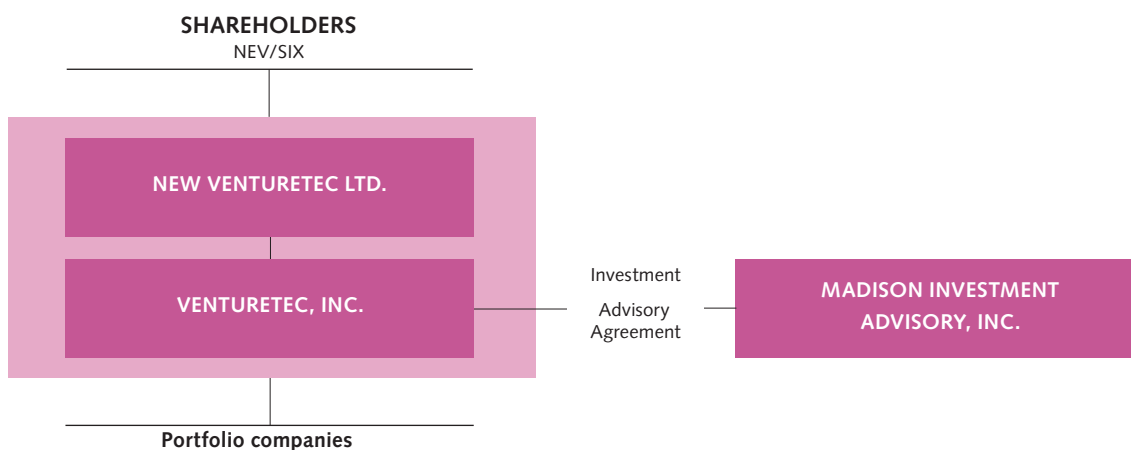 SHAREHOLDERS
NEV/SIX
NEW VENTURETEC LTD.
VENTURETEC, INC.
Investment
Advisory
Agreement
MADISON INVESTMENT
ADVISORY, INC.
Portfolio companies